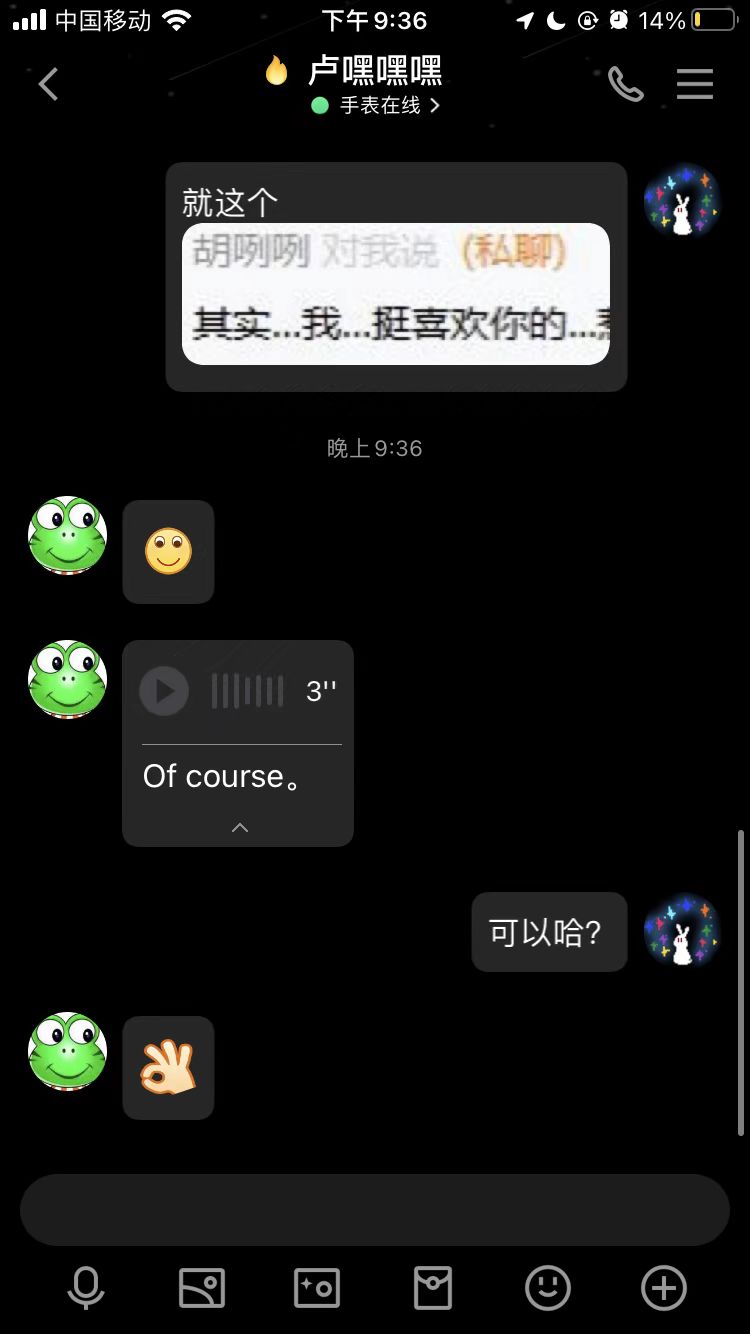 中国移动 下午9:36 14%
卢嘿嘿嘿
手表在线
就这个
胡咧咧 对我说 (私聊)
其实...我...挺喜欢你的...
晚上9:36
3''
Of course。
可以哈?